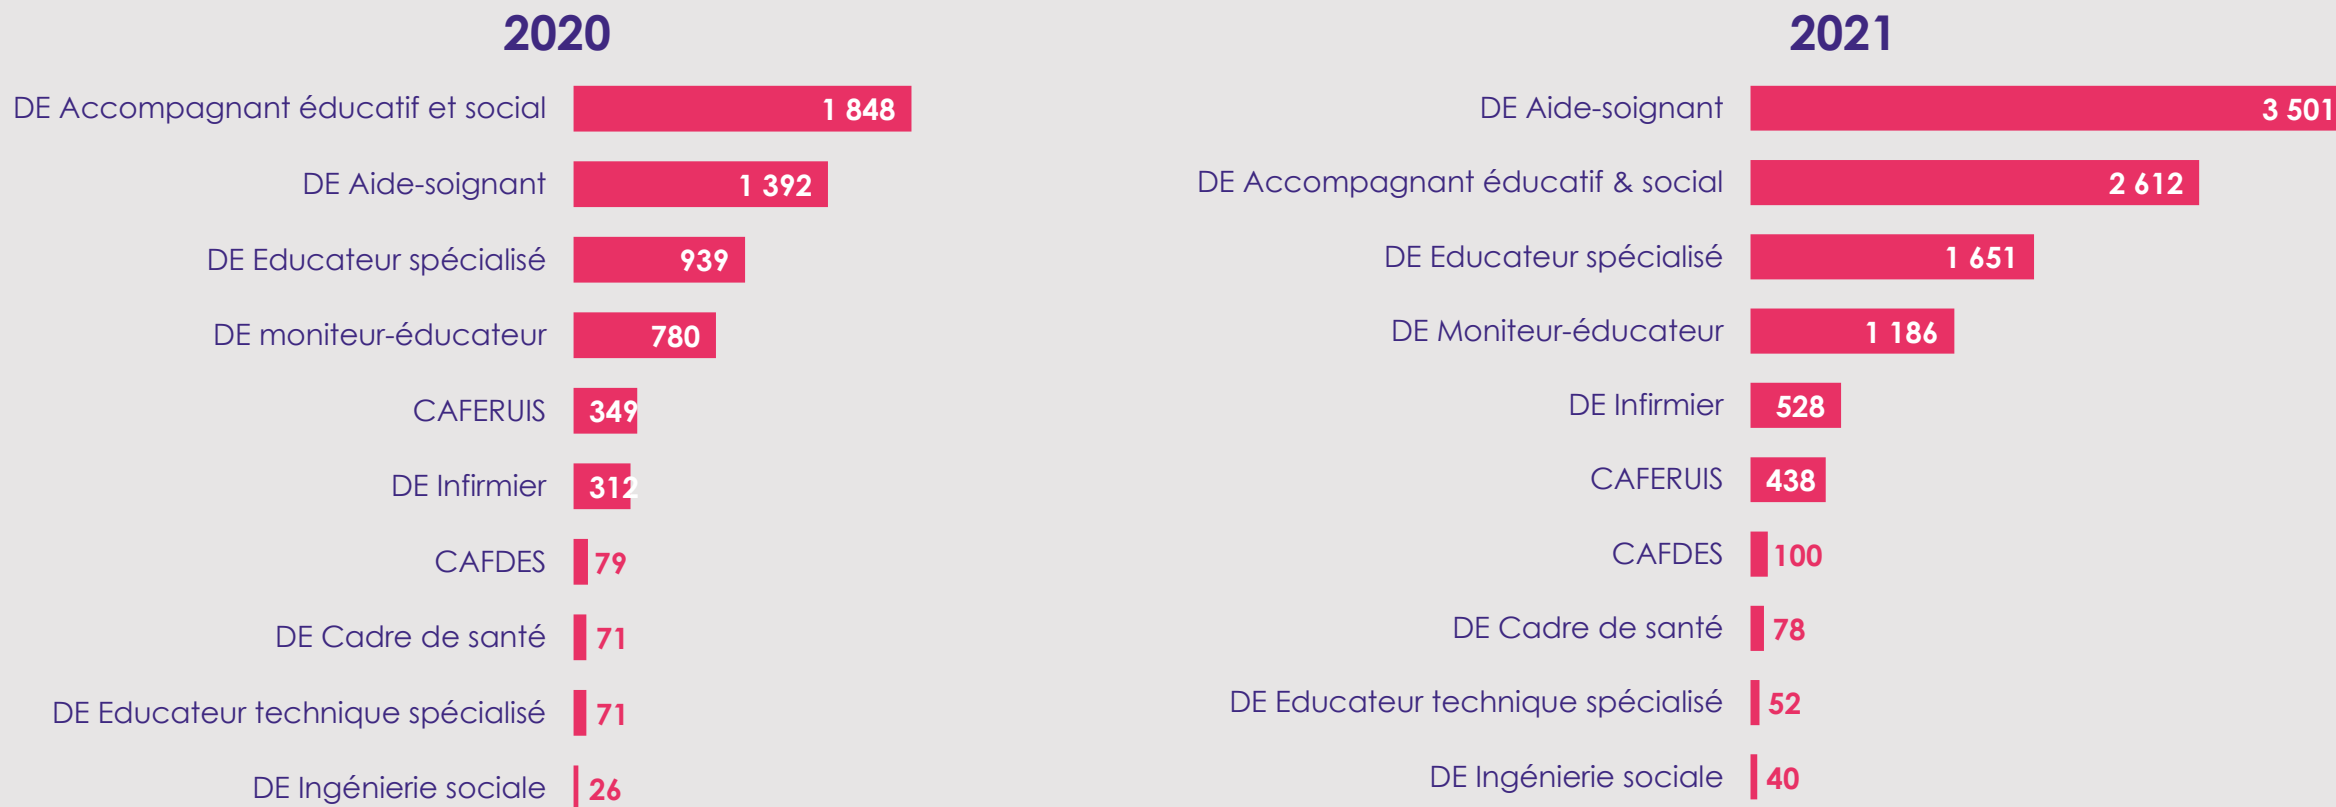 2020
DE Accompagnant éducatif et social 1 848
DE Aide-soignant 1 392
DE Educateur spécialisé 939
DE moniteur-éducateur 780
CAFERUIS 349
DE Infirmier 312
CAFDES 79
DE Cadre de santé 71
DE Educateur technique spécialisé 71
DE Ingénierie sociale 26
2021
DE Aide-soignant 3 501
DE Accompagnant éducatif & social 2 612
DE Educateur spécialisé 1 651
DE Moniteur-éducateur 1 186
DE Infirmier 528
CAFERUIS 438
CAFDES 100
DE Cadre de santé 78
DE Educateur technique spécialisé 52
DE Ingénierie sociale 40